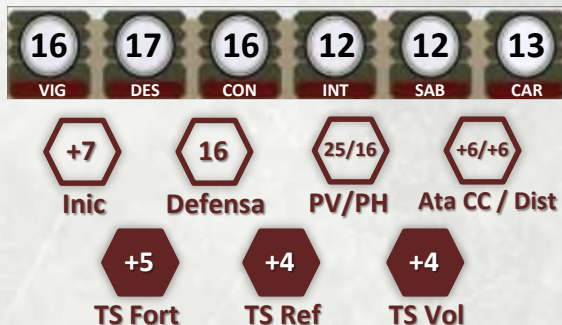 16 17 16 12 12 13
VIG DES CON INT SAB CAR
+7 16 25/16 +6/+6
Inic Defensa PV/PH Ata CC / Dist
+5 +4 +4
TS Fort TS Ref TS Vol